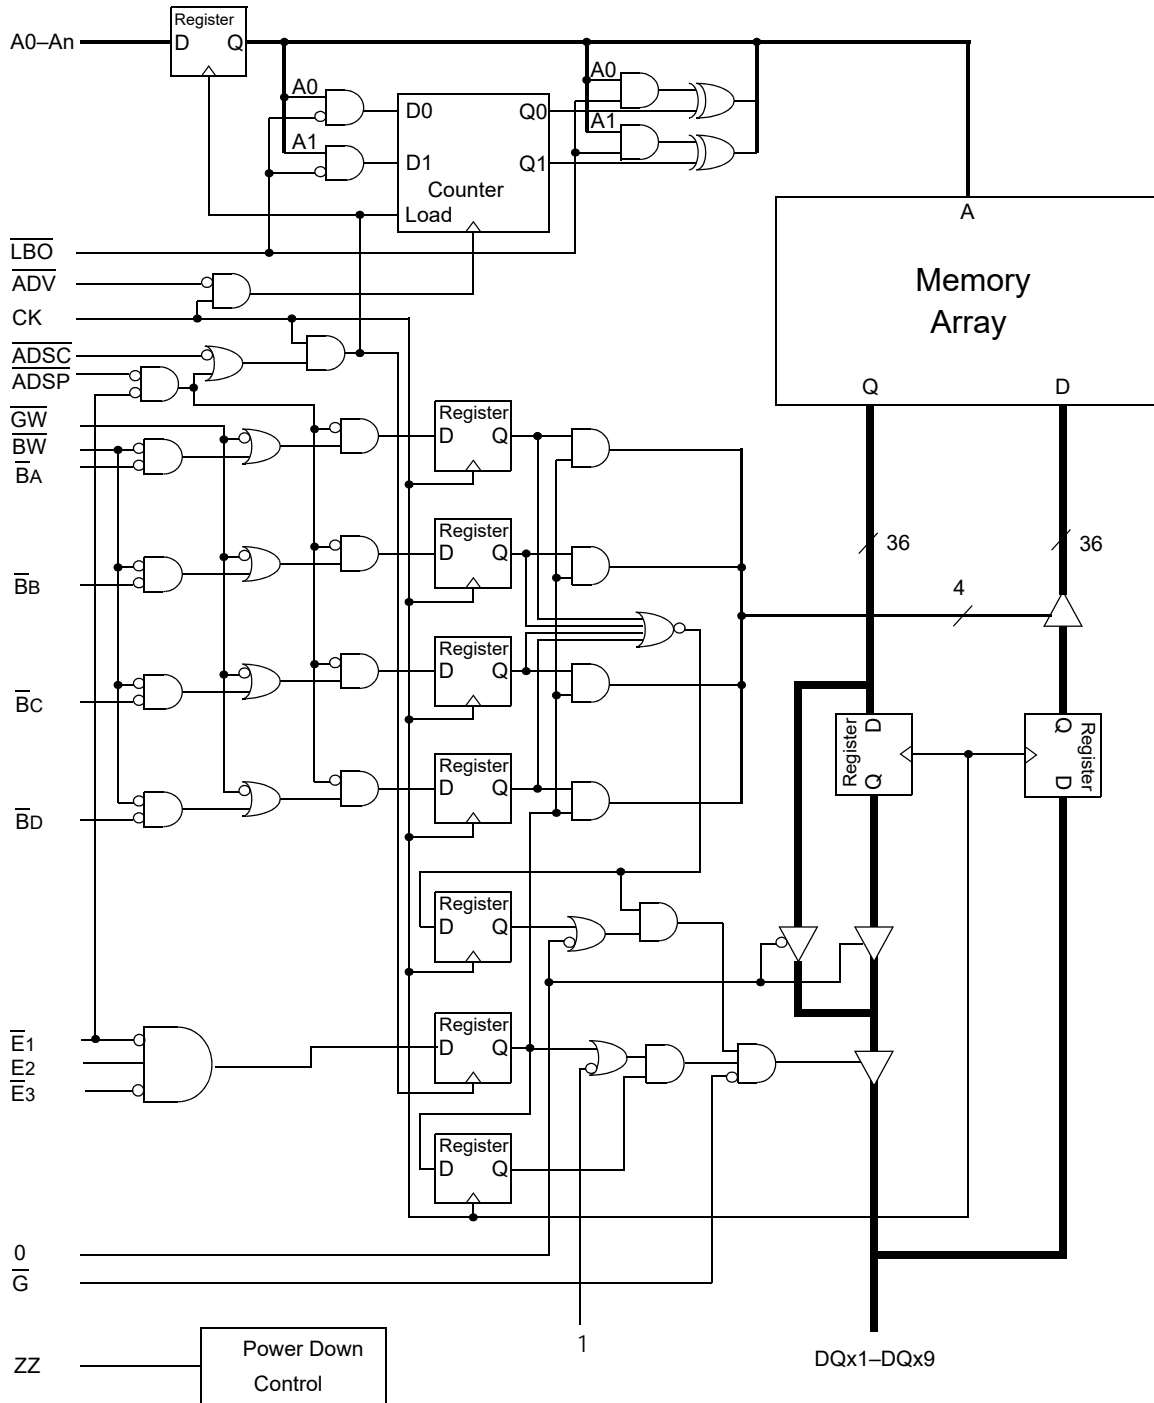 Register
A0–An
D Q
A0
A0
D0
Q0
A1
A1
D1
Q1
Counter
Load
A
LBO
ADV
Memory
Array
CK
ADSC
ADSP
Q
D
GW
Register
BW
D Q
BA
Register
36
36
D Q
BB
4
Register
D Q
BC
Register D Q
Q D Register
Register
D Q
BD
Register
D Q
Register
E1
D Q
E2
E3
Register
D Q
0
G
1
Power Down
Control
ZZ
DQx1–DQx9